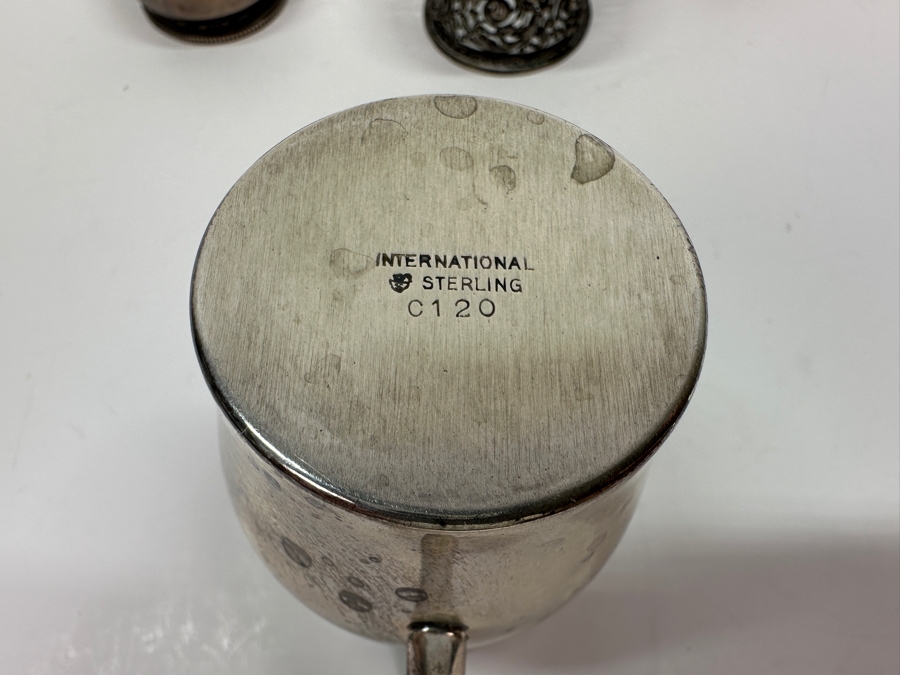 INTERNATIONAL
STERLING
C120